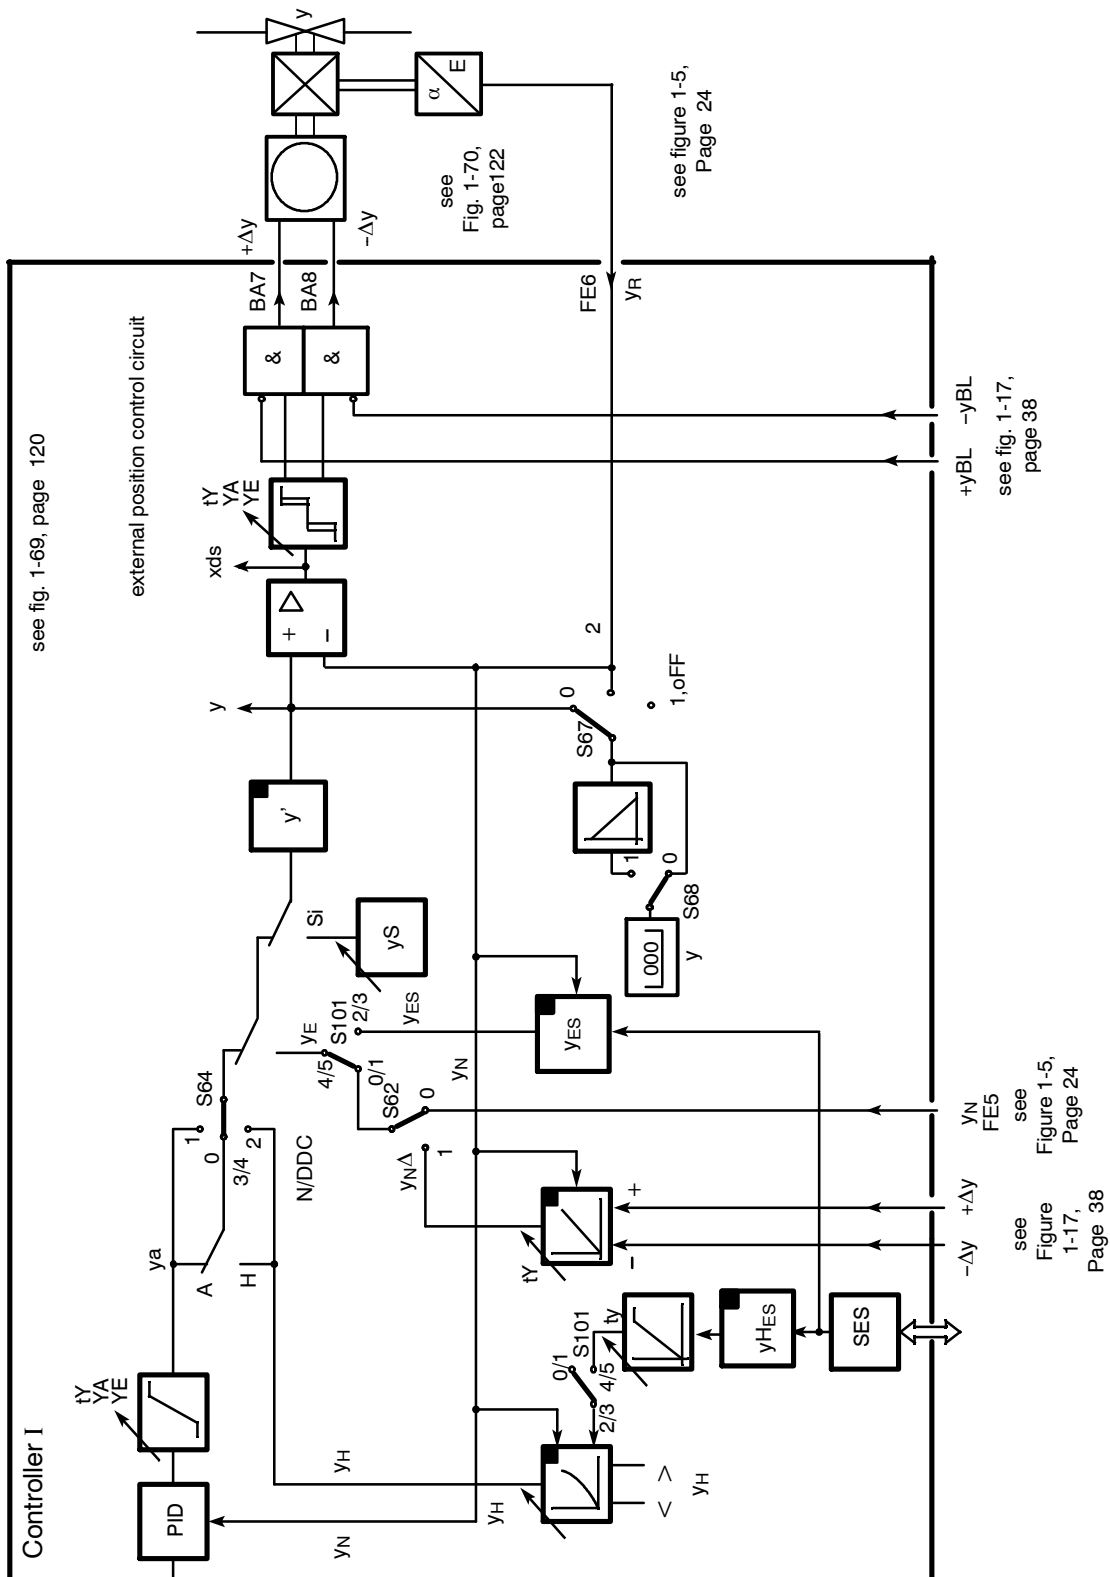 Controller I
see fig. 1-69, page 120
external position control circuit
PID
tY
YA
YE
ya
A
H
yH
yN
S64
1
0
3/4
2
N/DDC
yE
4/5
S101
2/3
0/1
yES
S62
0
1
yN∆
Si
yS
y'
y
+
−
xds
tY
YA
YE
&
&
BA7
BA8
+∆y
−∆y
y
α
E
see
Fig. 1-70,
page122
see figure 1-5,
Page 24
FE6
yR
2
S67
0
1,oFF
1
0
S68
000
y
yN
yES
tY
+
−
yH
< >
yH
0/1
S101
4/5
2/3
ty
yHES
SES
−∆y
+∆y
see
Figure
1-17,
Page 38
yN
FE5
see
Figure 1-5,
Page 24
+yBL
−yBL
see fig. 1-17,
page 38